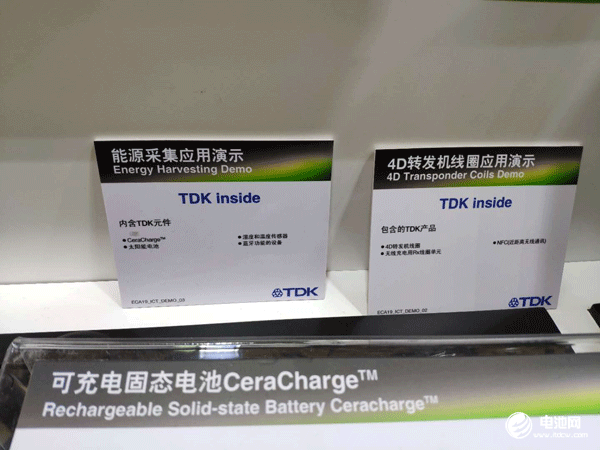 能源采集应用演示
Energy Harvesting Demo
TDK inside
内含TDK元件
CeraCharge™
太阳能电池
湿度和温度传感器
蓝牙功能的设备
TDK
ECA19_ICT_DEMO_03
4D转发机线圈应用演示
4D Transponder Coils Demo
TDK inside
包含的TDK产品
4D转发机线圈
无线充电用Rx线圈单元
NFC(近距离无线通讯)
TDK
ECA19_ICT_DEMO_02
可充电固态电池CeraCharge™
Rechargeable Solid-state Battery Ceracharge™
电池网